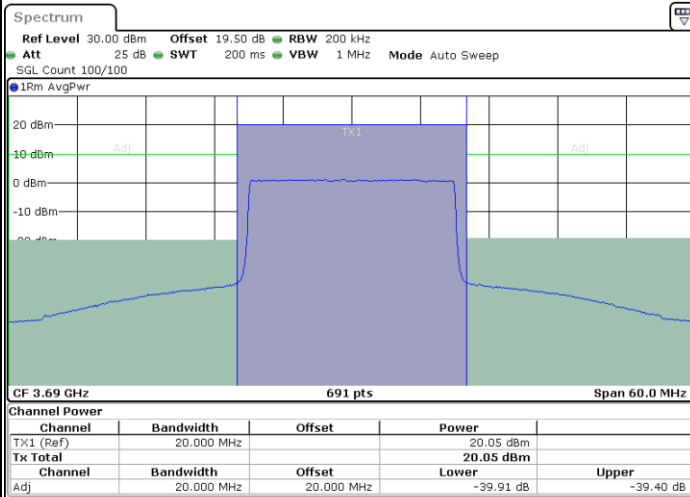 Spectrum
Ref Level 30.00 dBm Offset 19.50 dB RBW 200 kHz
Att 25 dB SWT 200 ms VBW 1 MHz Mode Auto Sweep
SGL Count 100/100
1Rm AvgPwr
20 dBm
TX1
Adj
Adj
10 dBm
0 dBm
-10 dBm
-20 dBm
CF 3.69 GHz 691 pts Span 60.0 MHz
Channel Power
Channel Bandwidth Offset Power
TX1 (Ref) 20.000 MHz 20.05 dBm
Tx Total 20.05 dBm
Channel Bandwidth Offset Lower Upper
Adj 20.000 MHz 20.000 MHz -39.91 dB -39.40 dB